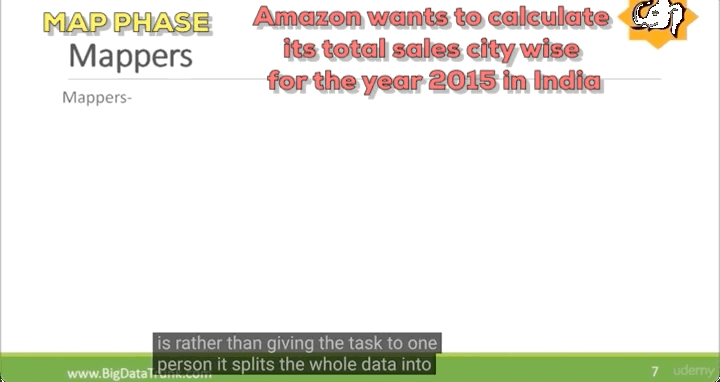 MAP PHASE
Amazon wants to calculate
its total sales city wise
for the year 2015 in India
Mappers
Mappers-
is rather than giving the task to one
person it splits the whole data into
www.BigDataTrunk.com
7
udemy